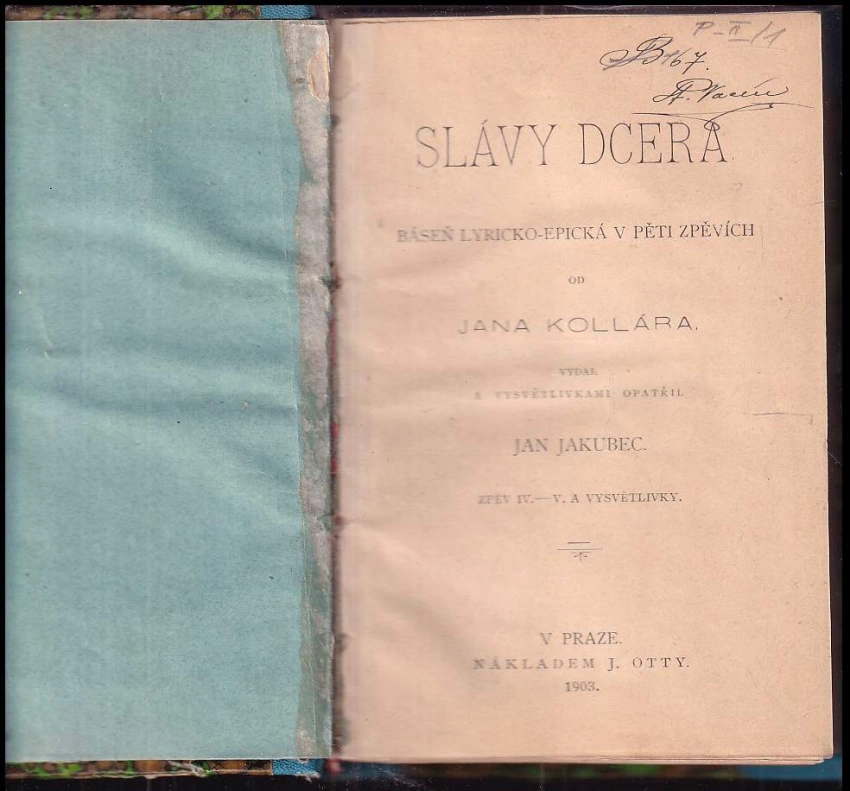 P-II/1
B167.
SLÁVY DCERA
BÁSEŇ LYRICKO-EPICKÁ V PĚTI ZPĚVÍCH
OD
JANA KOLLÁRA,
VYDAL
A VYSVĚTLIVKAMI OPATŘIL
JAN JAKUBEC.
ZPĚV IV.—V. A VYSVĚTLIVKY.
V PRAZE.
NÁKLADEM J. OTTY.
1903.